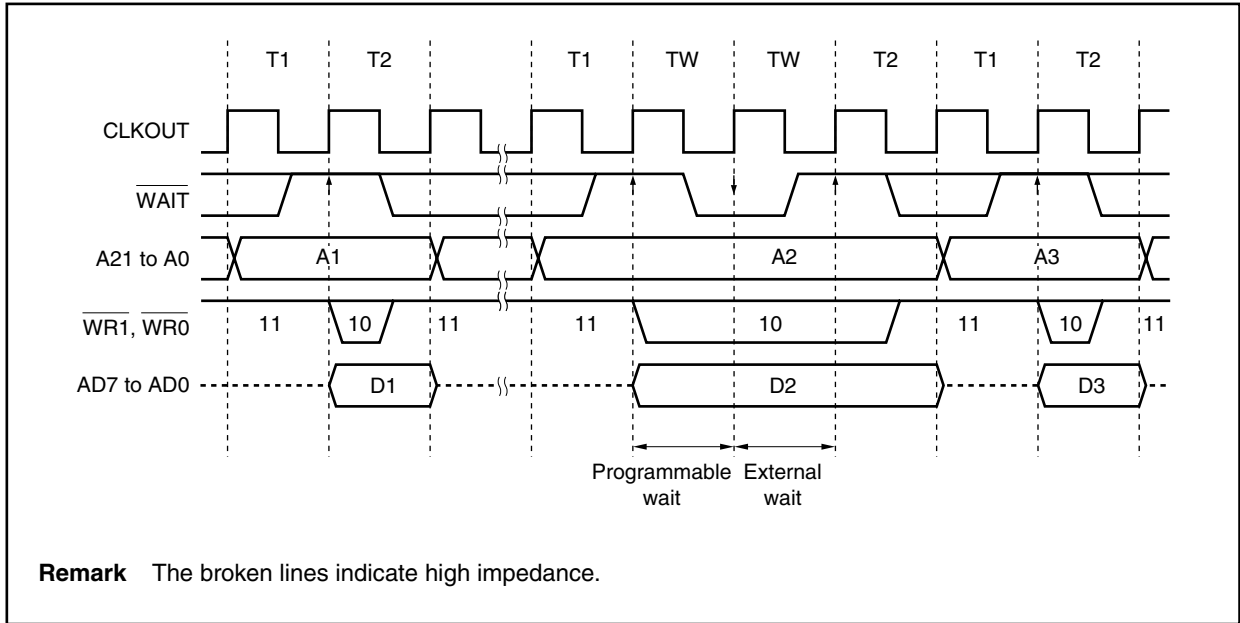 T1 T2 T1 TW TW T2 T1 T2
CLKOUT
WAIT
A21 to A0 A1 A2 A3
WR1, WR0 11 10 11 11 10 11 10 11
AD7 to AD0 D1 D2 D3
Programmable wait
External wait
Remark The broken lines indicate high impedance.